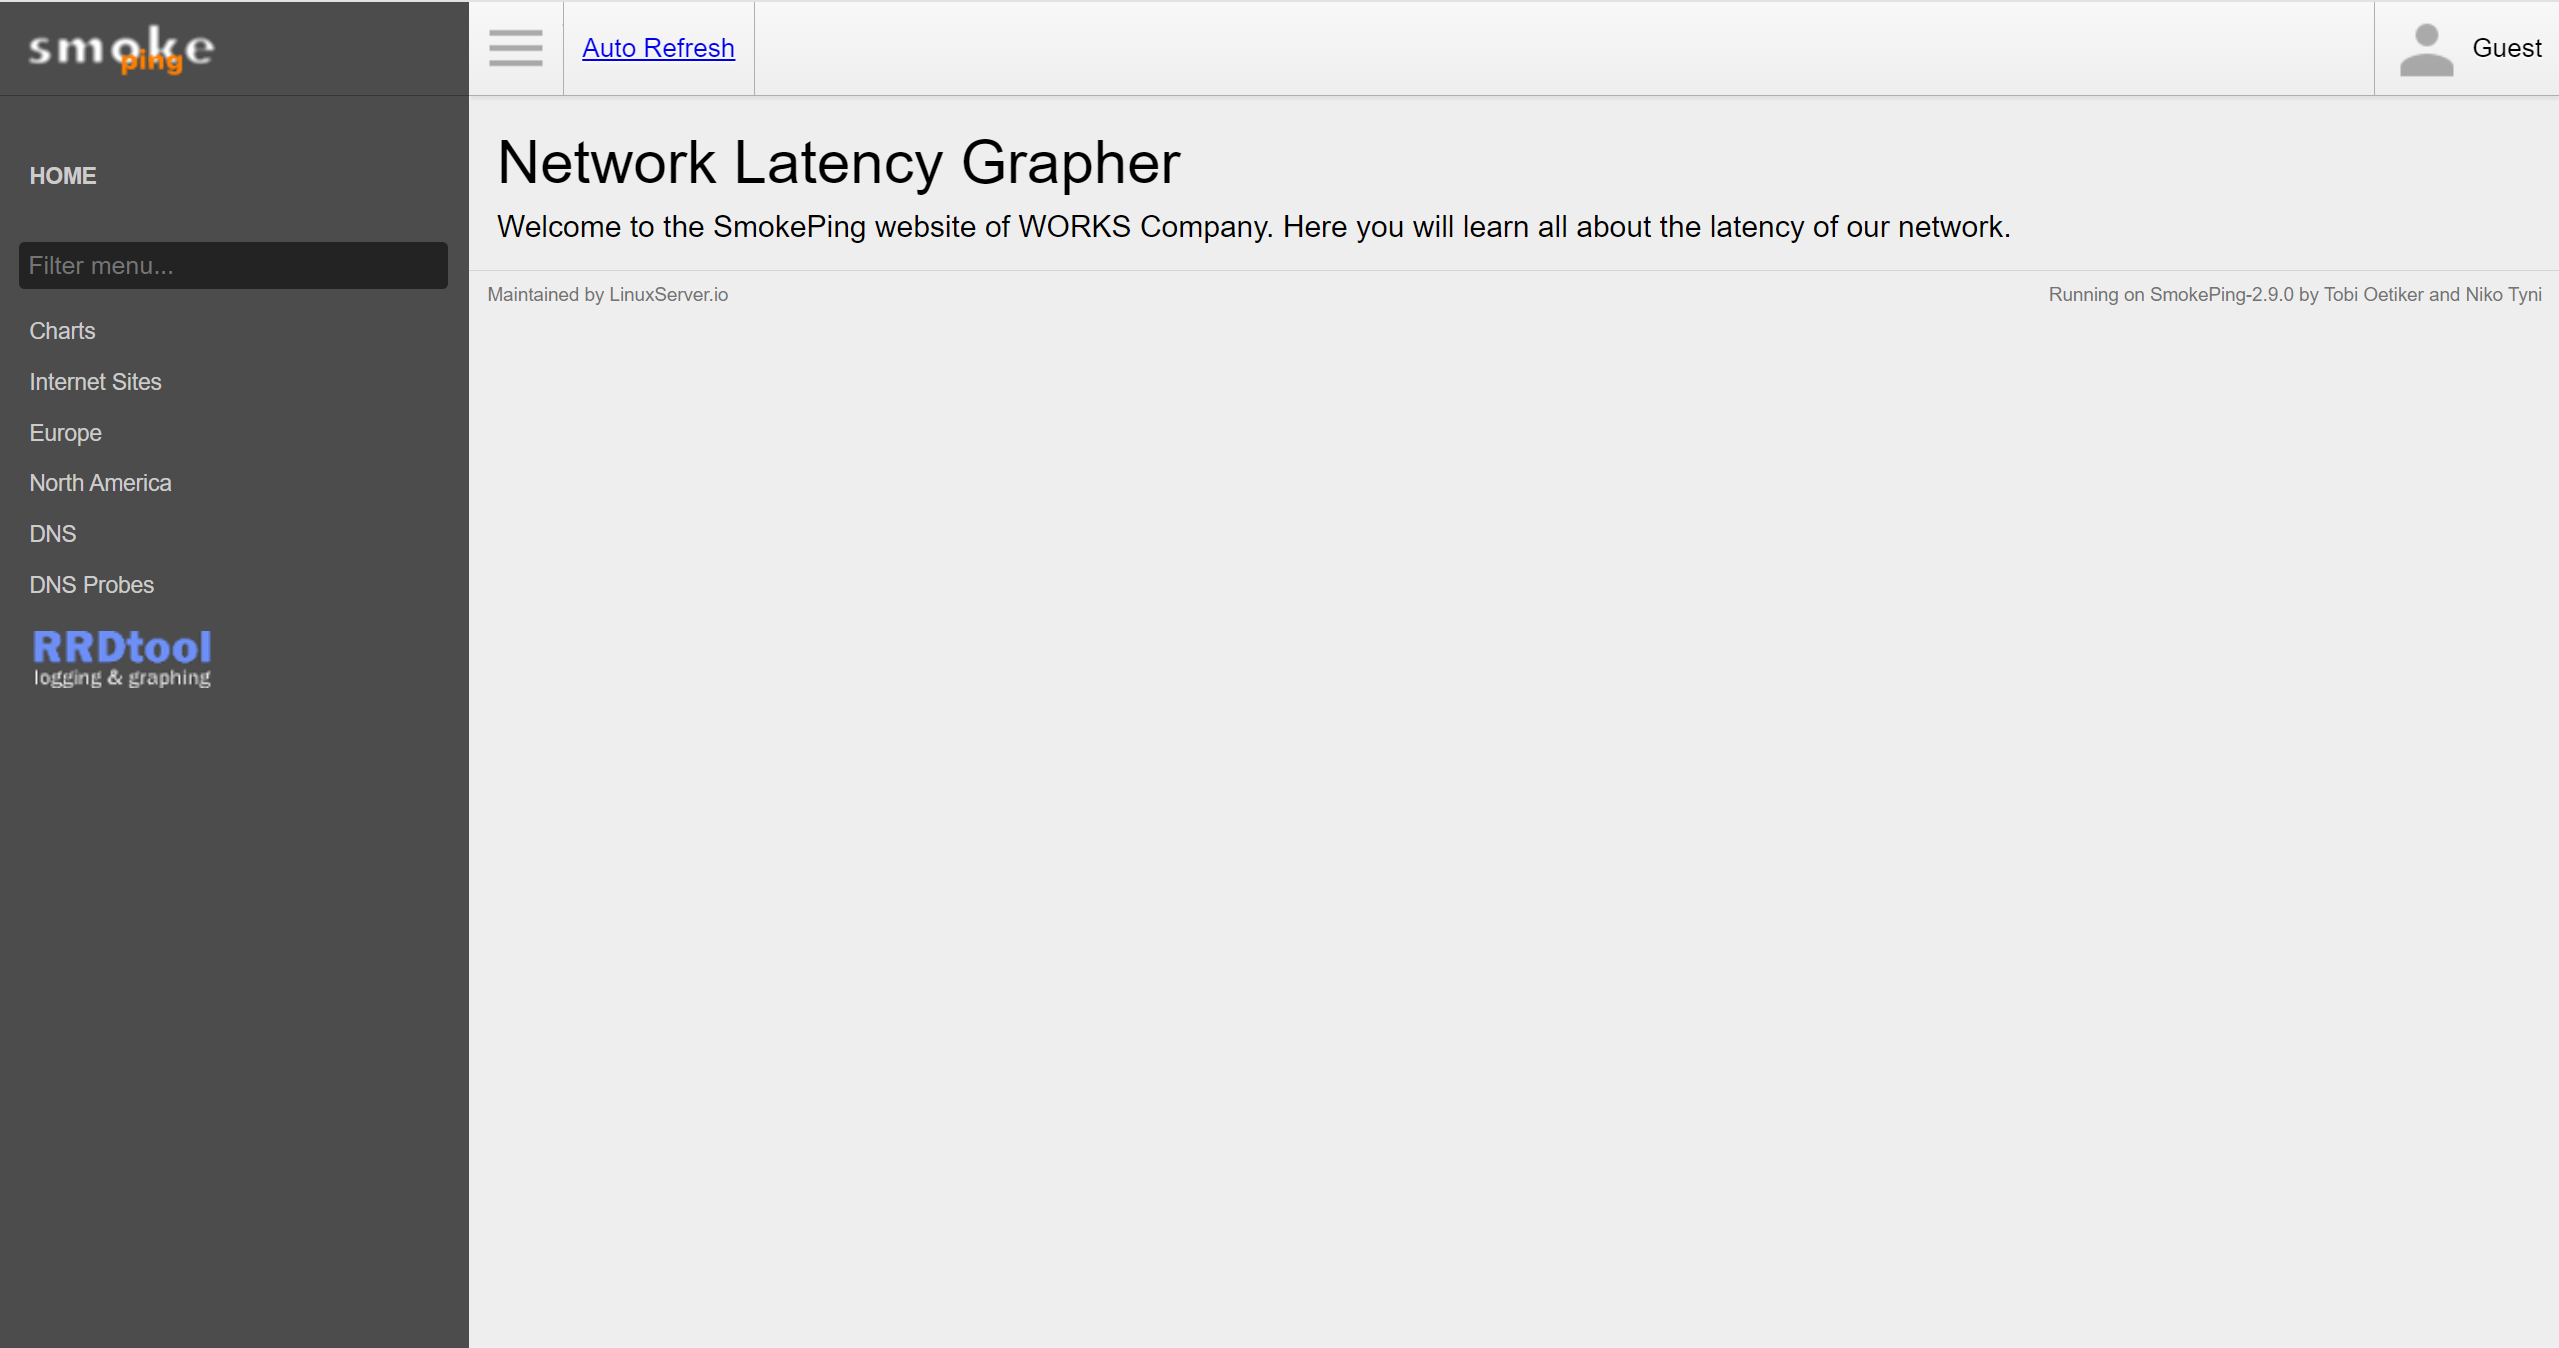 smoke
ping
Auto Refresh
Guest
HOME
Filter menu...
Charts
Internet Sites
Europe
North America
DNS
DNS Probes
RRDtool
logging & graphing
Network Latency Grapher
Welcome to the SmokePing website of WORKS Company. Here you will learn all about the latency of our network.
Maintained by LinuxServer.io
Running on SmokePing-2.9.0 by Tobi Oetiker and Niko Tyni